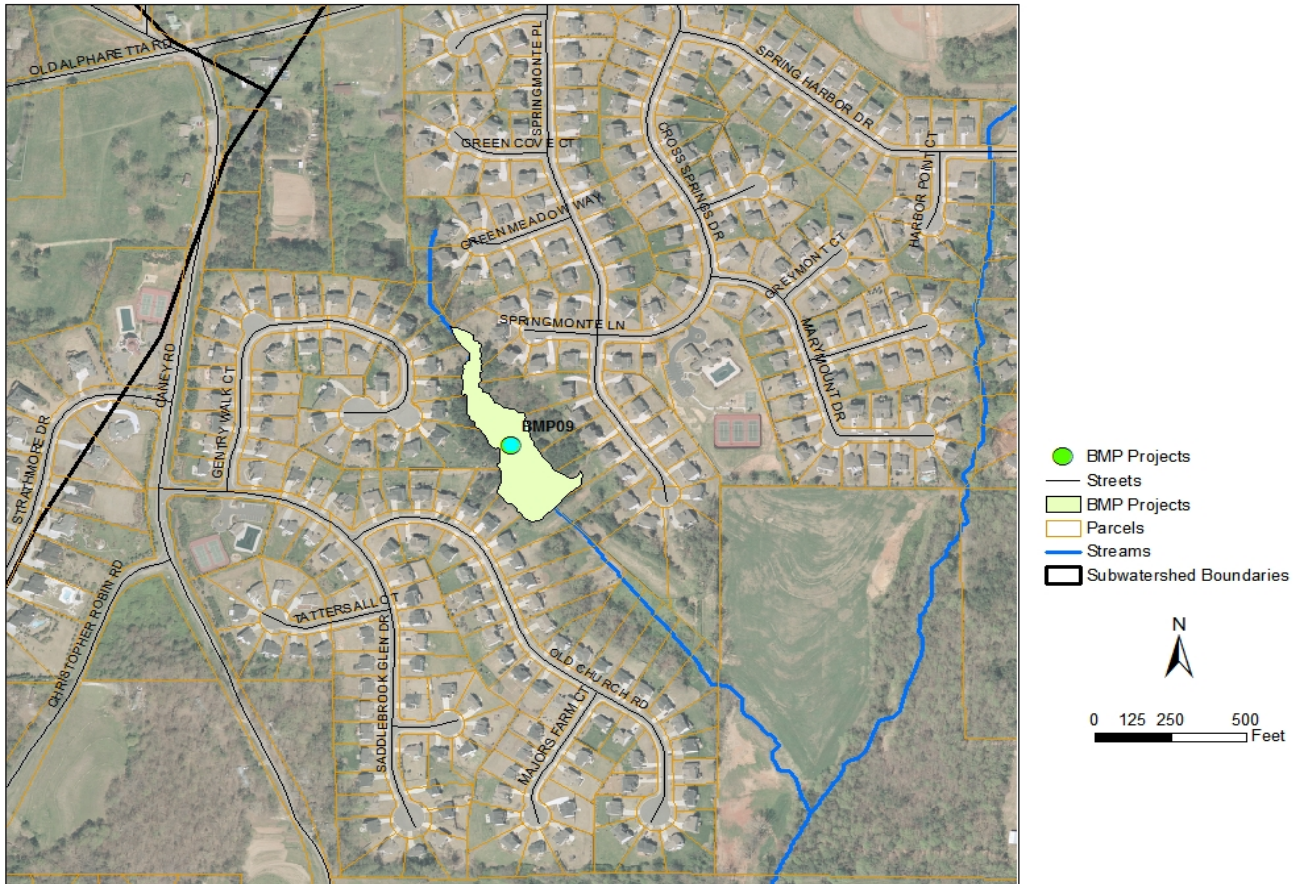 OLD ALPHARETTA RD
SPRINGMONTE PL
SPRING HARBOR DR
GREEN COVE CT
CROSS SPRINGS DR
HARBOR POINT CT
GREEN MEADOW WAY
GREYMONT CT
SPRINGMONTE LN
MARYMOUNT DR
CANEY RD
GENTRY WALK CT
STRATHMORE DR
BMP09
CHRISTOPHER ROBIN RD
TATTERSALL CT
SADDLEBROOK GLEN DR
OLD CHURCH RD
MAJORS FARM CT
BMP Projects
Streets
BMP Projects
Parcels
Streams
Subwatershed Boundaries
N
0 125 250 500
Feet